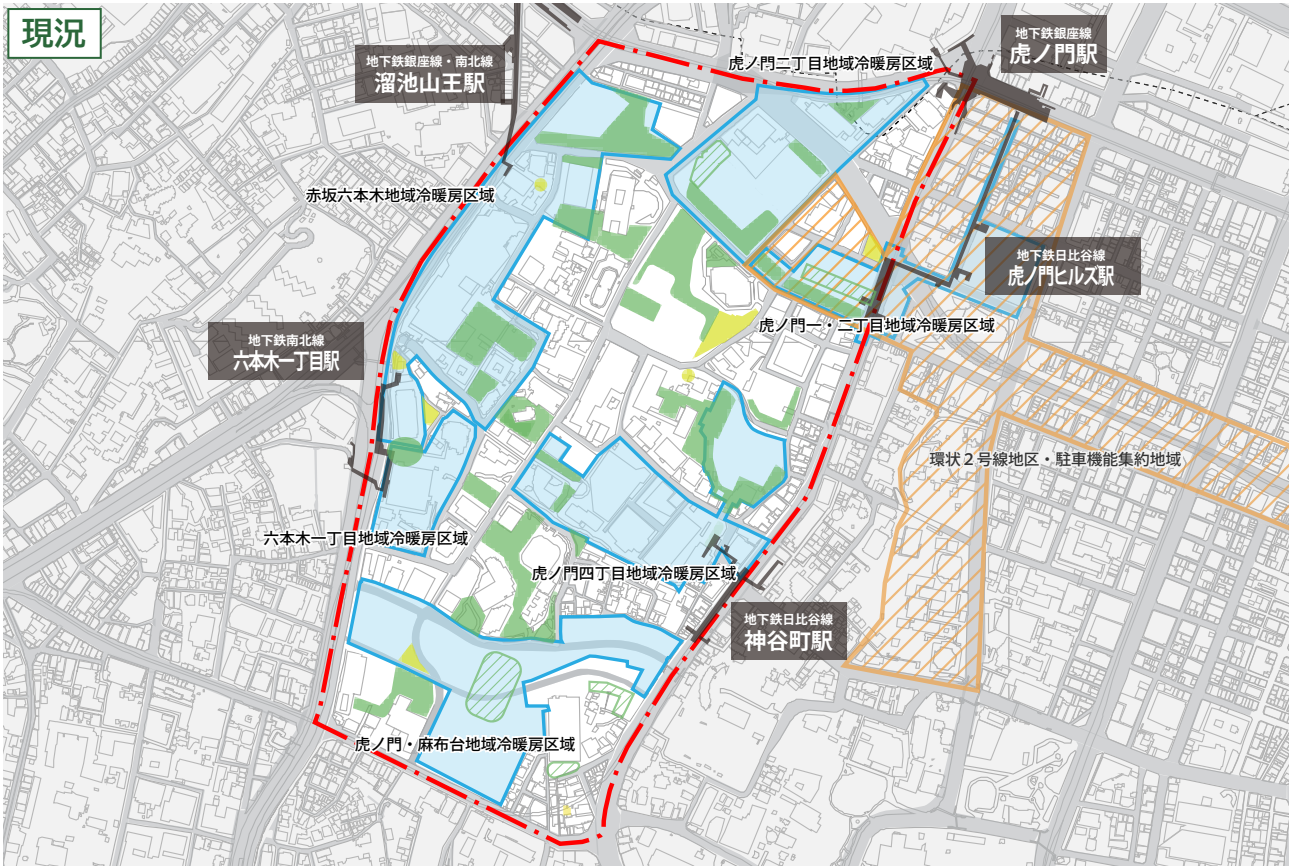 現況
地下鉄銀座線・南北線
溜池山王駅
虎ノ門二丁目地域冷暖房区域
地下鉄銀座線
虎ノ門駅
赤坂六本木地域冷暖房区域
地下鉄日比谷線
虎ノ門ヒルズ駅
虎ノ門一・二丁目地域冷暖房区域
地下鉄南北線
六本木一丁目駅
環状２号線地区・駐車機能集約地域
六本木一丁目地域冷暖房区域
虎ノ門四丁目地域冷暖房区域
地下鉄日比谷線
神谷町駅
虎ノ門・麻布台地域冷暖房区域